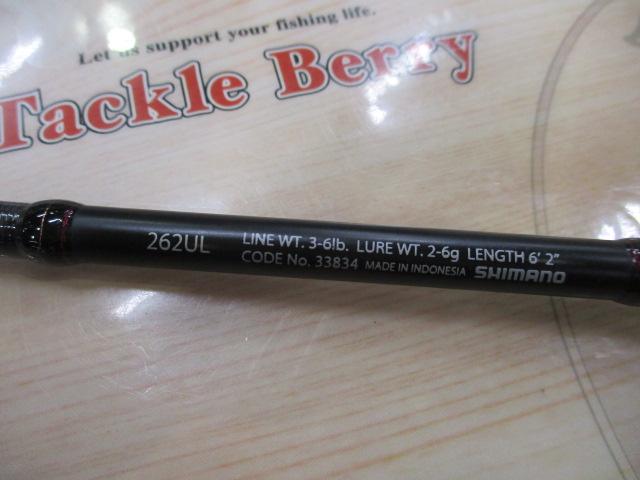 Let us support your fishing life.
Tackle Berry
262UL
LINE WT. 3-6lb. LURE WT. 2-6g LENGTH 6' 2"
CODE No. 33834 MADE IN INDONESIA SHIMANO